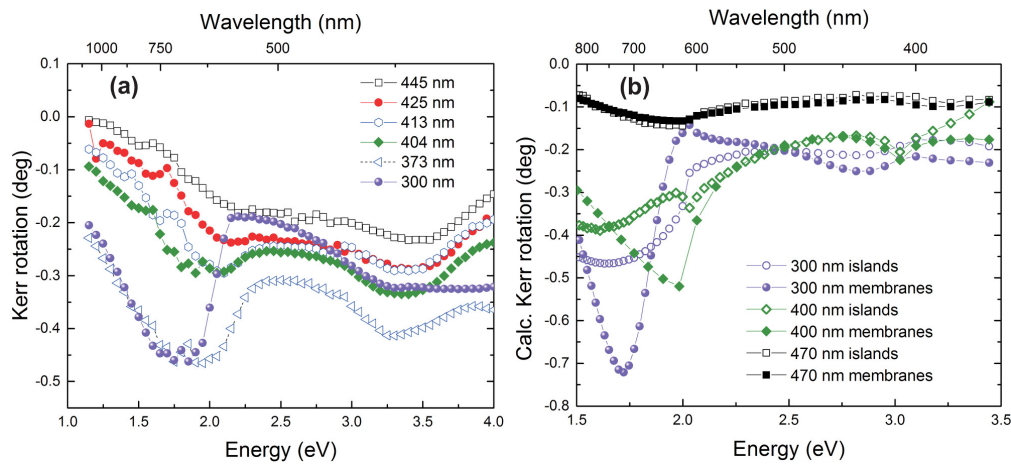 Wavelength (nm)
1000 750 500
(a)
445 nm
425 nm
413 nm
404 nm
373 nm
300 nm
Kerr rotation (deg)
0.1
0.0
-0.1
-0.2
-0.3
-0.4
-0.5
1.0 1.5 2.0 2.5 3.0 3.5 4.0
Energy (eV)
Wavelength (nm)
800 700 600 500 400
(b)
Calc. Kerr rotation (deg)
0.0
-0.1
-0.2
-0.3
-0.4
-0.5
-0.6
-0.7
-0.8
300 nm islands
300 nm membranes
400 nm islands
400 nm membranes
470 nm islands
470 nm membranes
1.5 2.0 2.5 3.0 3.5
Energy (eV)